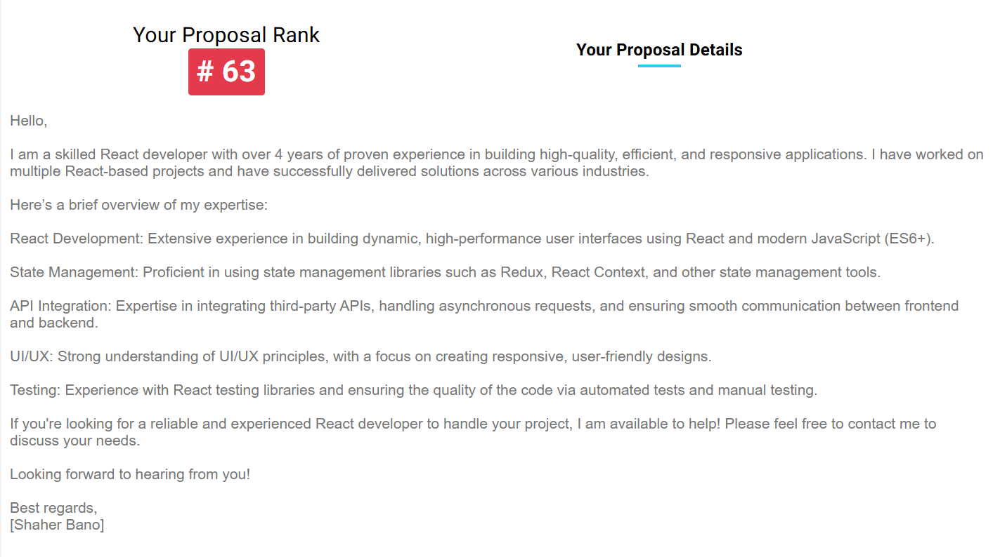 Your Proposal Rank
# 63
Your Proposal Details
Hello,
I am a skilled React developer with over 4 years of proven experience in building high-quality, efficient, and responsive applications. I have worked on
multiple React-based projects and have successfully delivered solutions across various industries.
Here’s a brief overview of my expertise:
React Development: Extensive experience in building dynamic, high-performance user interfaces using React and modern JavaScript (ES6+).
State Management: Proficient in using state management libraries such as Redux, React Context, and other state management tools.
API Integration: Expertise in integrating third-party APIs, handling asynchronous requests, and ensuring smooth communication between frontend
and backend.
UI/UX: Strong understanding of UI/UX principles, with a focus on creating responsive, user-friendly designs.
Testing: Experience with React testing libraries and ensuring the quality of the code via automated tests and manual testing.
If you're looking for a reliable and experienced React developer to handle your project, I am available to help! Please feel free to contact me to
discuss your needs.
Looking forward to hearing from you!
Best regards,
[Shaher Bano]